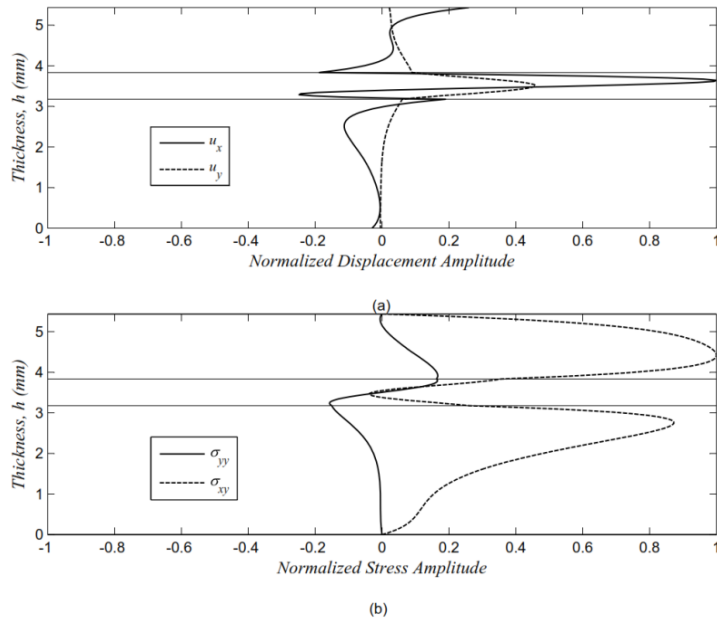 5
4
3
2
1
0
Thickness, h (mm)
u_x
u_y
-1 -0.8 -0.6 -0.4 -0.2 0 0.2 0.4 0.6 0.8 1
Normalized Displacement Amplitude
(a)
5
4
3
2
1
0
Thickness, h (mm)
σ_yy
σ_xy
-1 -0.8 -0.6 -0.4 -0.2 0 0.2 0.4 0.6 0.8 1
Normalized Stress Amplitude
(b)